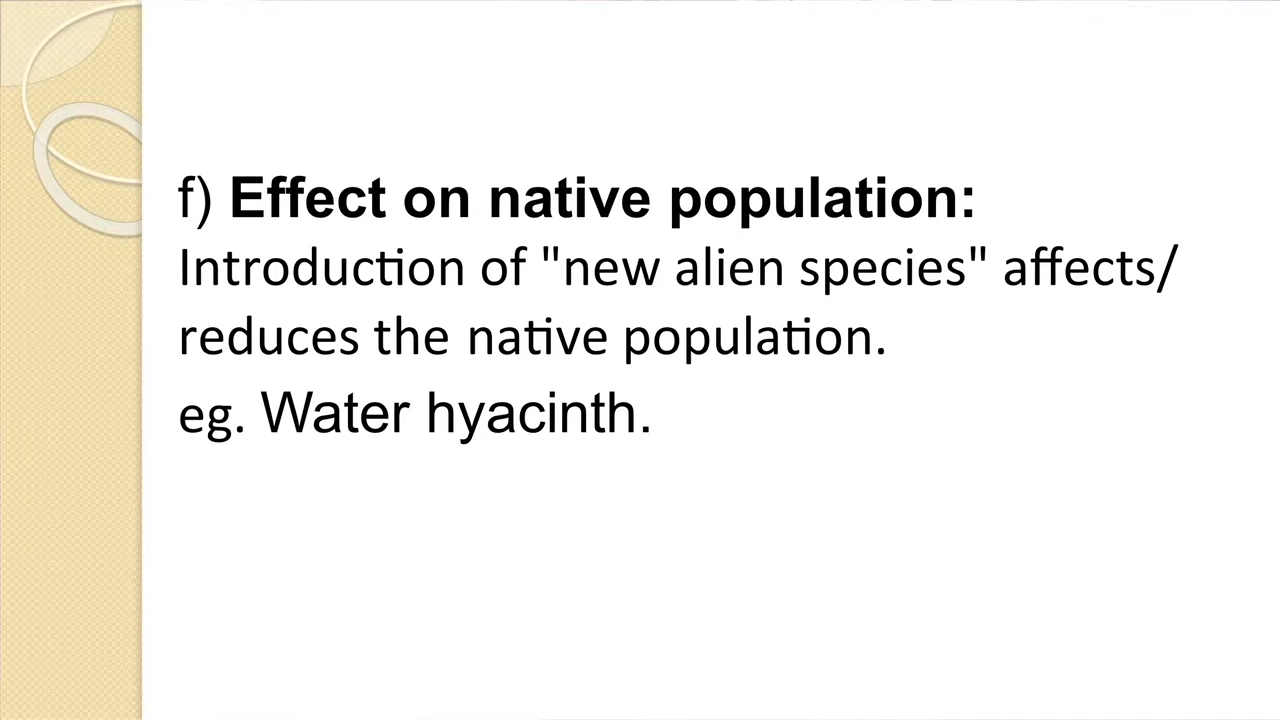 f) Effect on native population:
Introduction of "new alien species" affects/
reduces the native population.
eg. Water hyacinth.